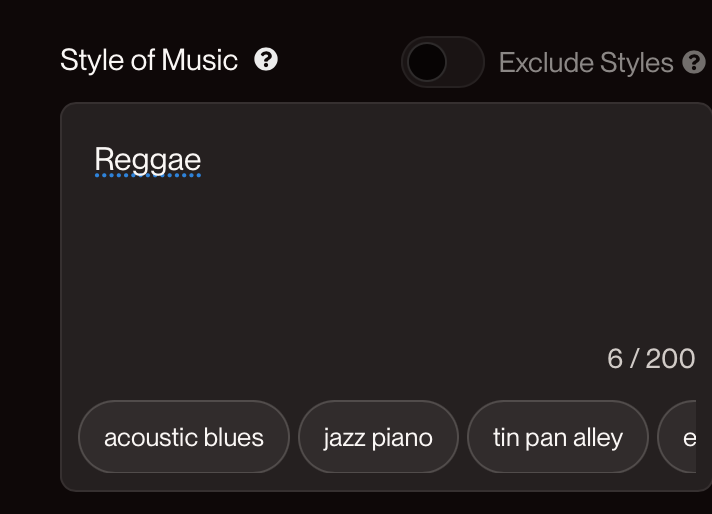 Style of Music ? Exclude Styles ?
Reggae
6 / 200
acoustic blues jazz piano tin pan alley e